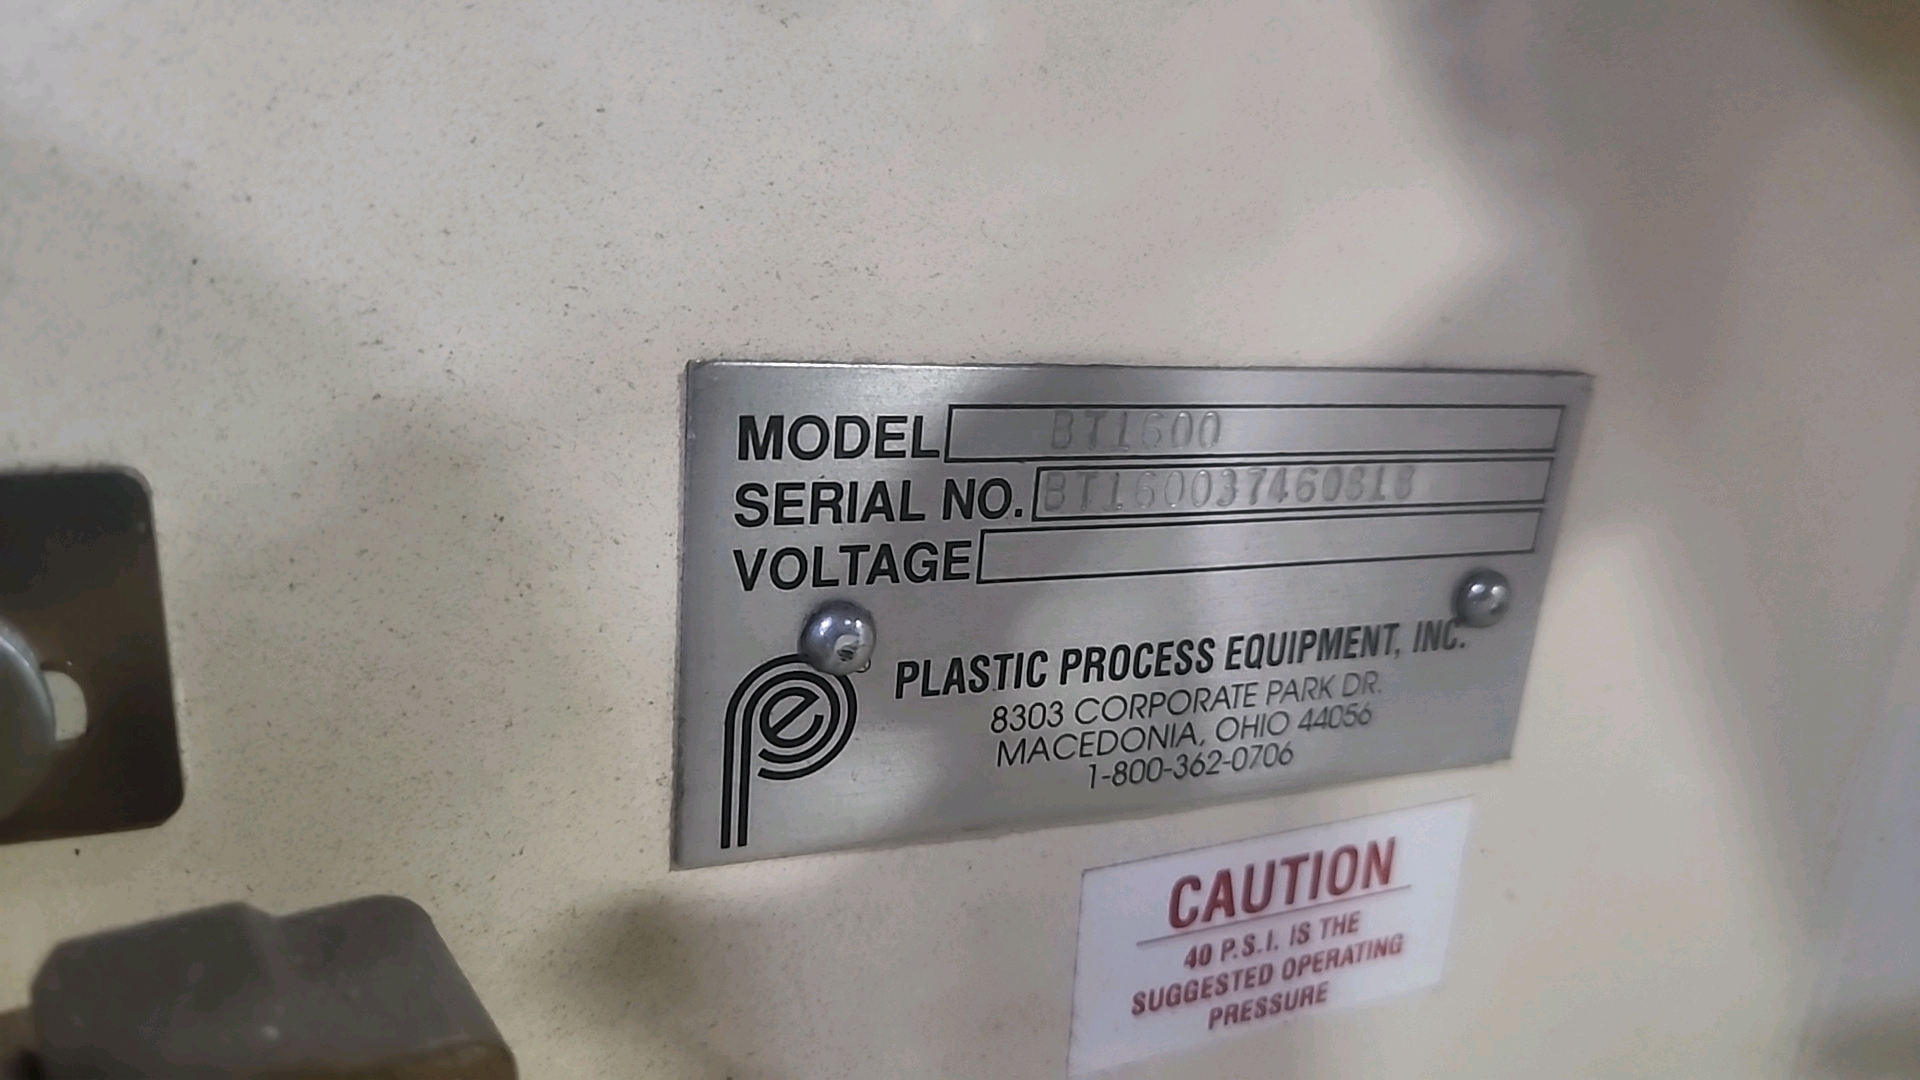 MODEL BT1600
SERIAL NO. BT160037460818
VOLTAGE
pe
PLASTIC PROCESS EQUIPMENT, INC.
8303 CORPORATE PARK DR.
MACEDONIA, OHIO 44056
1-800-362-0706
CAUTION
40 P.S.I. IS THE
SUGGESTED OPERATING
PRESSURE